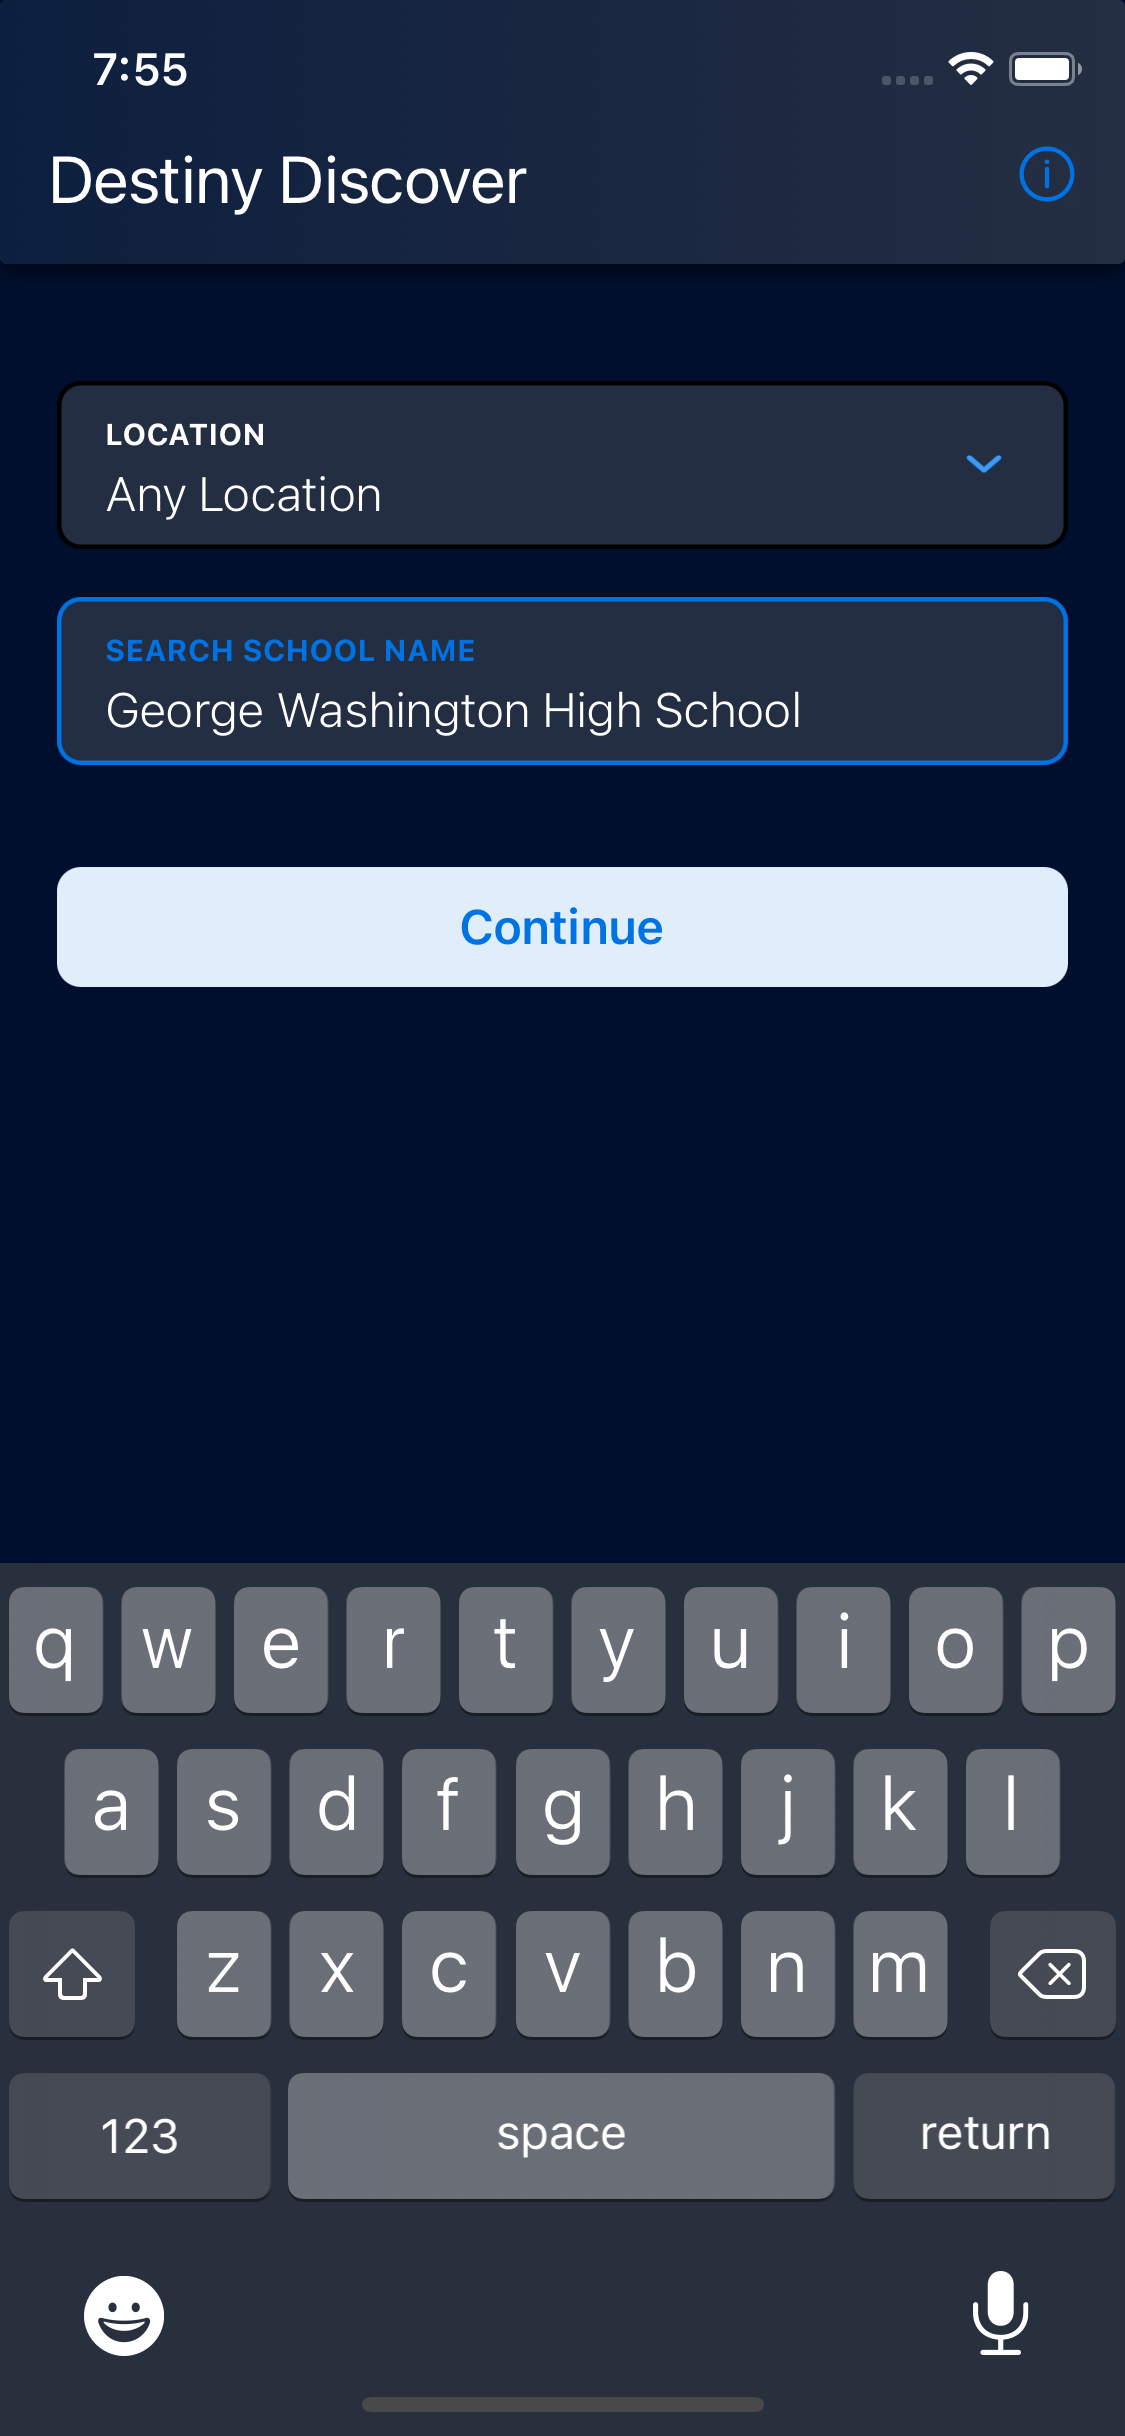 7:55
Destiny Discover
i
LOCATION
Any Location
SEARCH SCHOOL NAME
George Washington High School
Continue
q w e r t y u i o p
a s d f g h j k l
z x c v b n m
123 space return